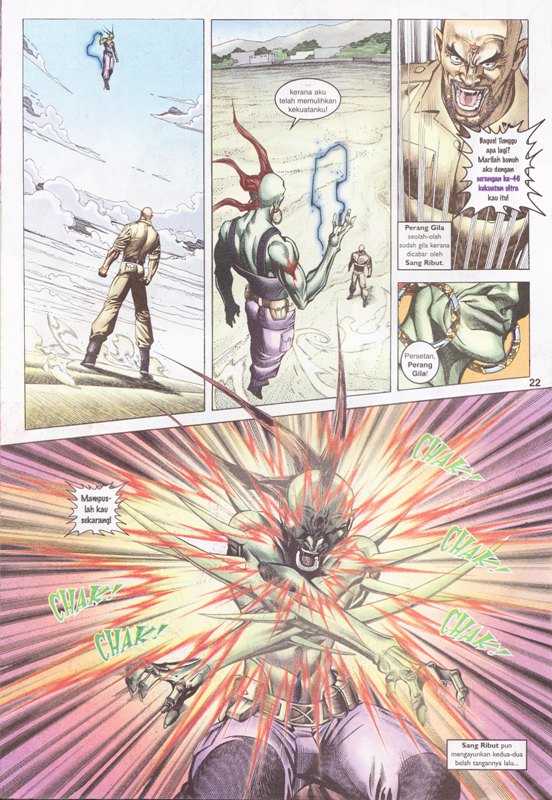 kerana aku
telah memulihkan
kekuatanku!
Bagus! Tunggu
apa lagi?
Marilah bunuh
aku dengan
serangan ke-46
kekuatan ultra
kau itu!
Perang Gila
seolah-olah
sudah gila kerana
dicabar oleh
Sang Ribut.
Persetan,
Perang
Gila!
22
Mampus-
lah kau
sekarang!
CHAK!
CHAK!
CHAK!
CHAK!
CHAK!
Sang Ribut pun
mengayunkan kedua-dua
belah tangannya lalu...